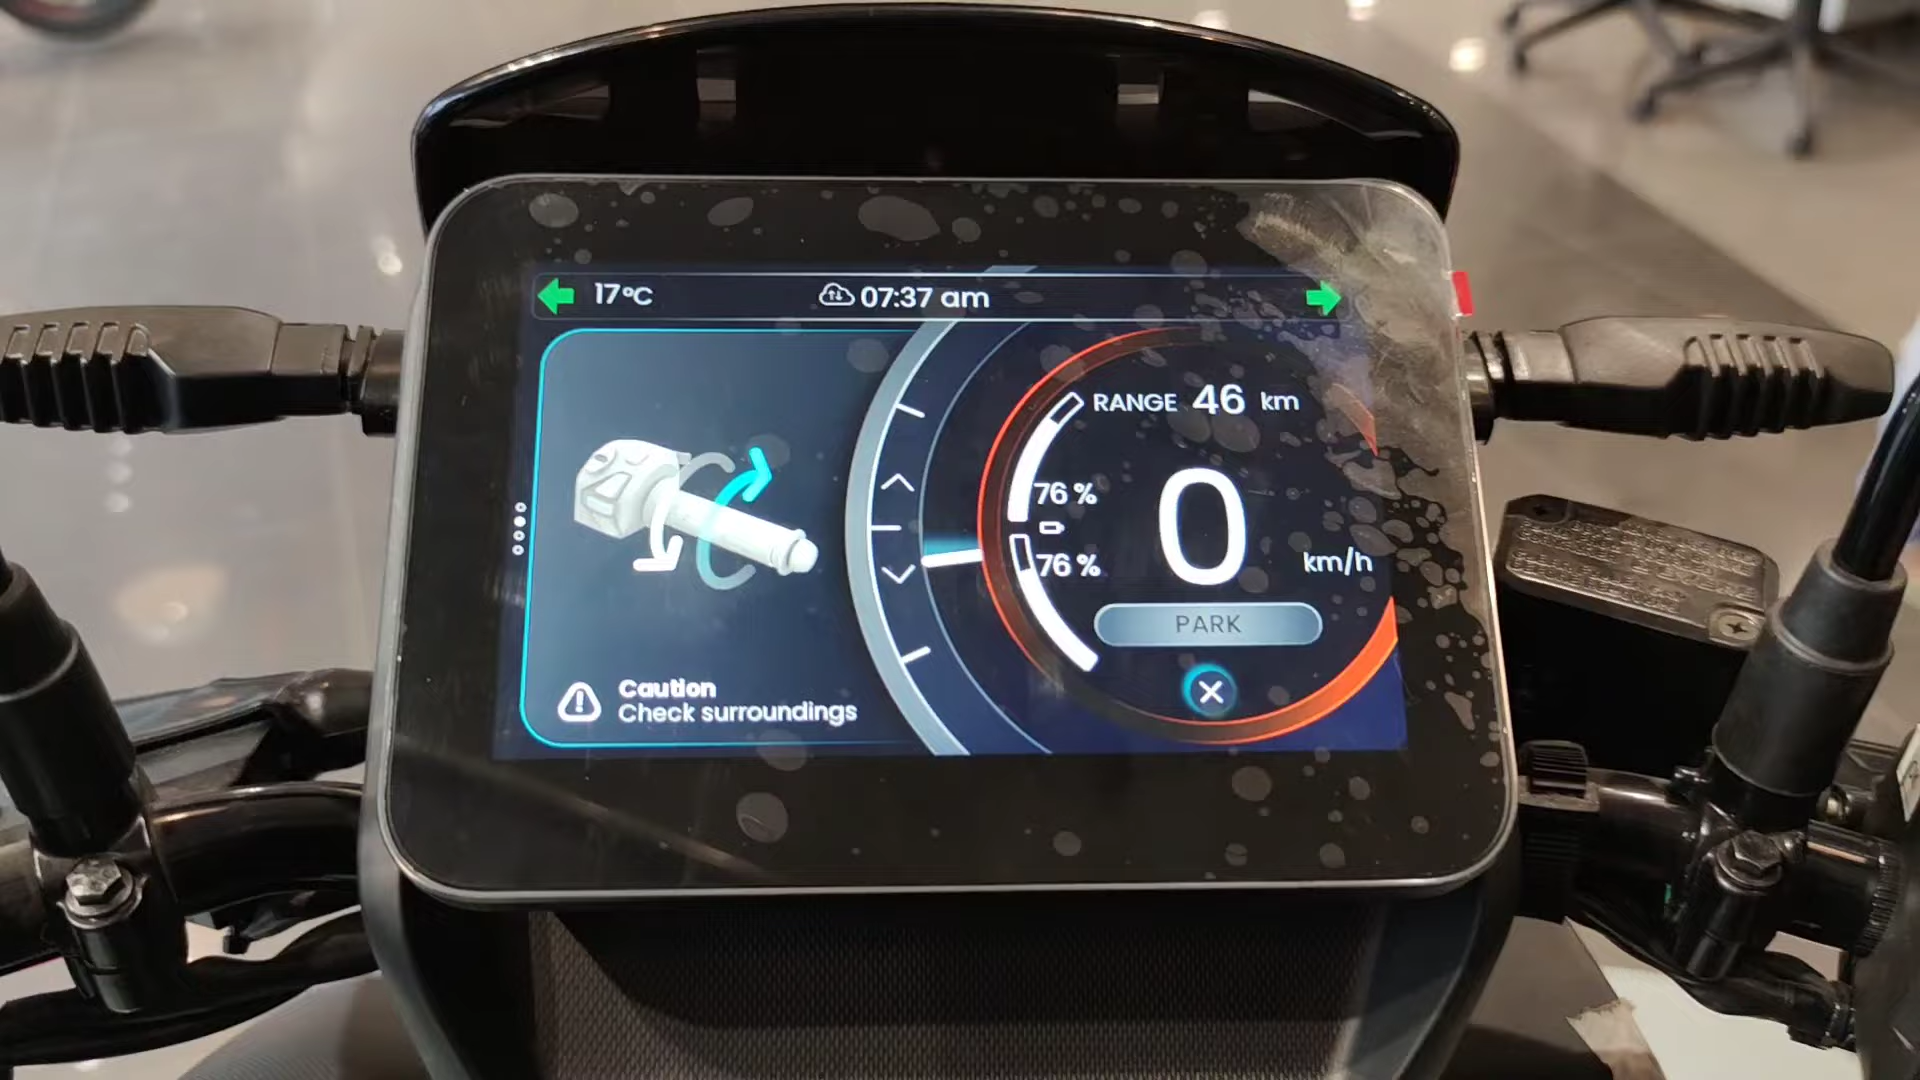 17°C
07:37 am
RANGE 46 km
76 %
0
76 %
km/h
PARK
Caution
Check surroundings